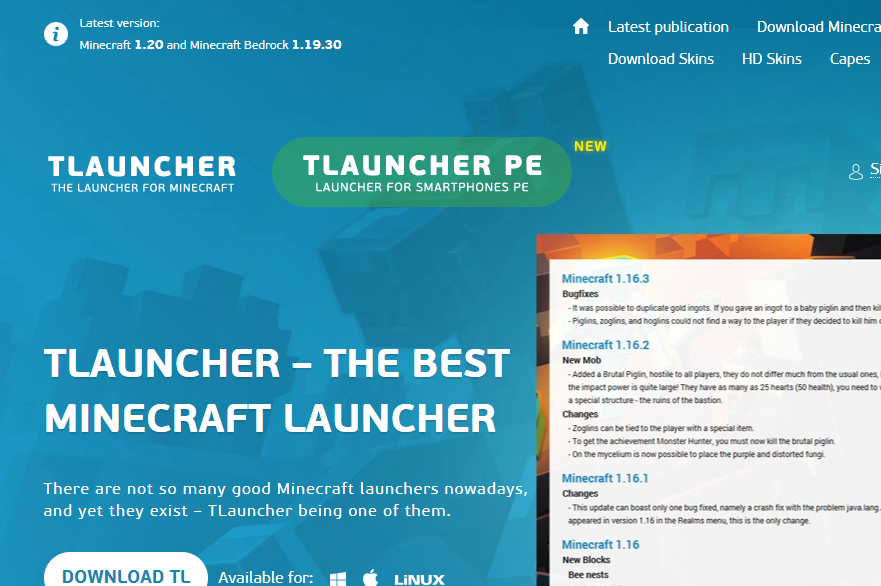 Latest version:
Minecraft 1.20 and Minecraft Bedrock 1.19.30
Latest publication Download
Download Skins HD Skins Capes
TLAUNCHER
THE LAUNCHER FOR MINECRAFT
TLAUNCHER PE
LAUNCHER FOR SMARTPHONES PE
NEW
TLAUNCHER – THE BEST
MINECRAFT LAUNCHER
There are not so many good Minecraft launchers nowadays,
and yet they exist – TLauncher being one of them.
DOWNLOAD TL
Available for:
LiNUX
Minecraft 1.16.3
Bugfixes
- It was possible to duplicate gold ingots. If you gave an ingot to a baby piglin and then
- Piglins, zoglins, and hoglins could not find a way to the player if they decided to kill him
Minecraft 1.16.2
New Mob
- Added a Brutal Piglin, hostile to all players, they do not differ much from the usual ones,
the impact power is quite large! They have as many as 25 hearts (50 health), you need to
a special structure - the ruins of the bastion.
Changes
- Zoglins can be tied to the player with a special item.
- To get the achievement Monster Hunter, you must now kill the brutal piglin.
- On the mycelium is now possible to place the purple and distorted fungi.
Minecraft 1.16.1
Changes
- This update can boast only one bug fixed, namely a crash fix with the problem java.lang.
appeared in version 1.16 in the Realms menu, this is the only change.
Minecraft 1.16
New Blocks
Bee nests